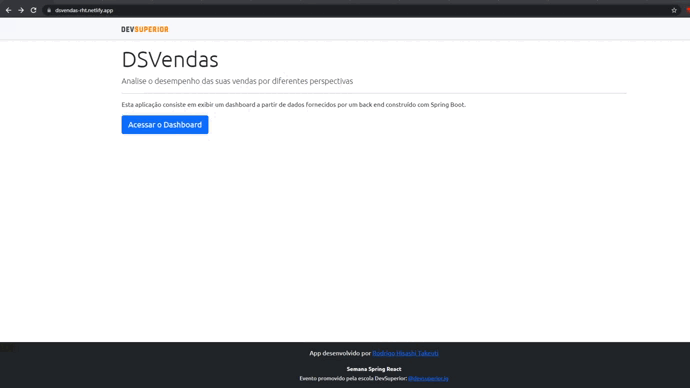 dsvendas-rht.netlify.app
DEVSUPERIOR
DSVendas
Analise o desempenho das suas vendas por diferentes perspectivas
Esta aplicação consiste em exibir um dashboard a partir de dados fornecidos por um back end construído com Spring Boot.
Acessar o Dashboard
App desenvolvido por Rodrigo Hisashi Takeuti
Semana Spring React
Evento promovido pela escola DevSuperior: @devsuperior.ig